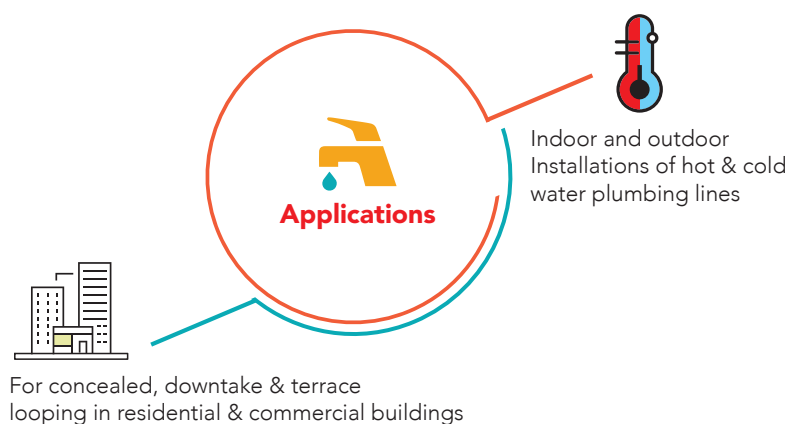 Indoor and outdoor
Installations of hot & cold
water plumbing lines
Applications
For concealed, downtake & terrace
looping in residential & commercial buildings